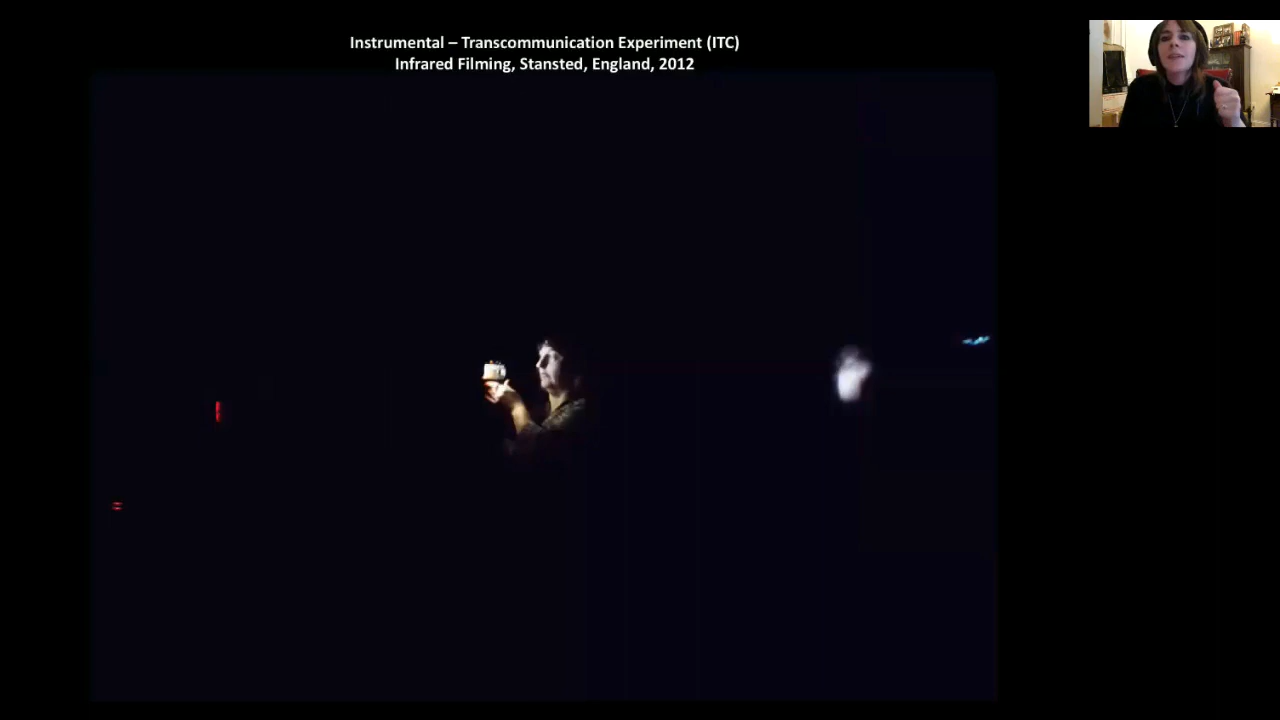 Instrumental – Transcommunication Experiment (ITC)
Infrared Filming, Stansted, England, 2012